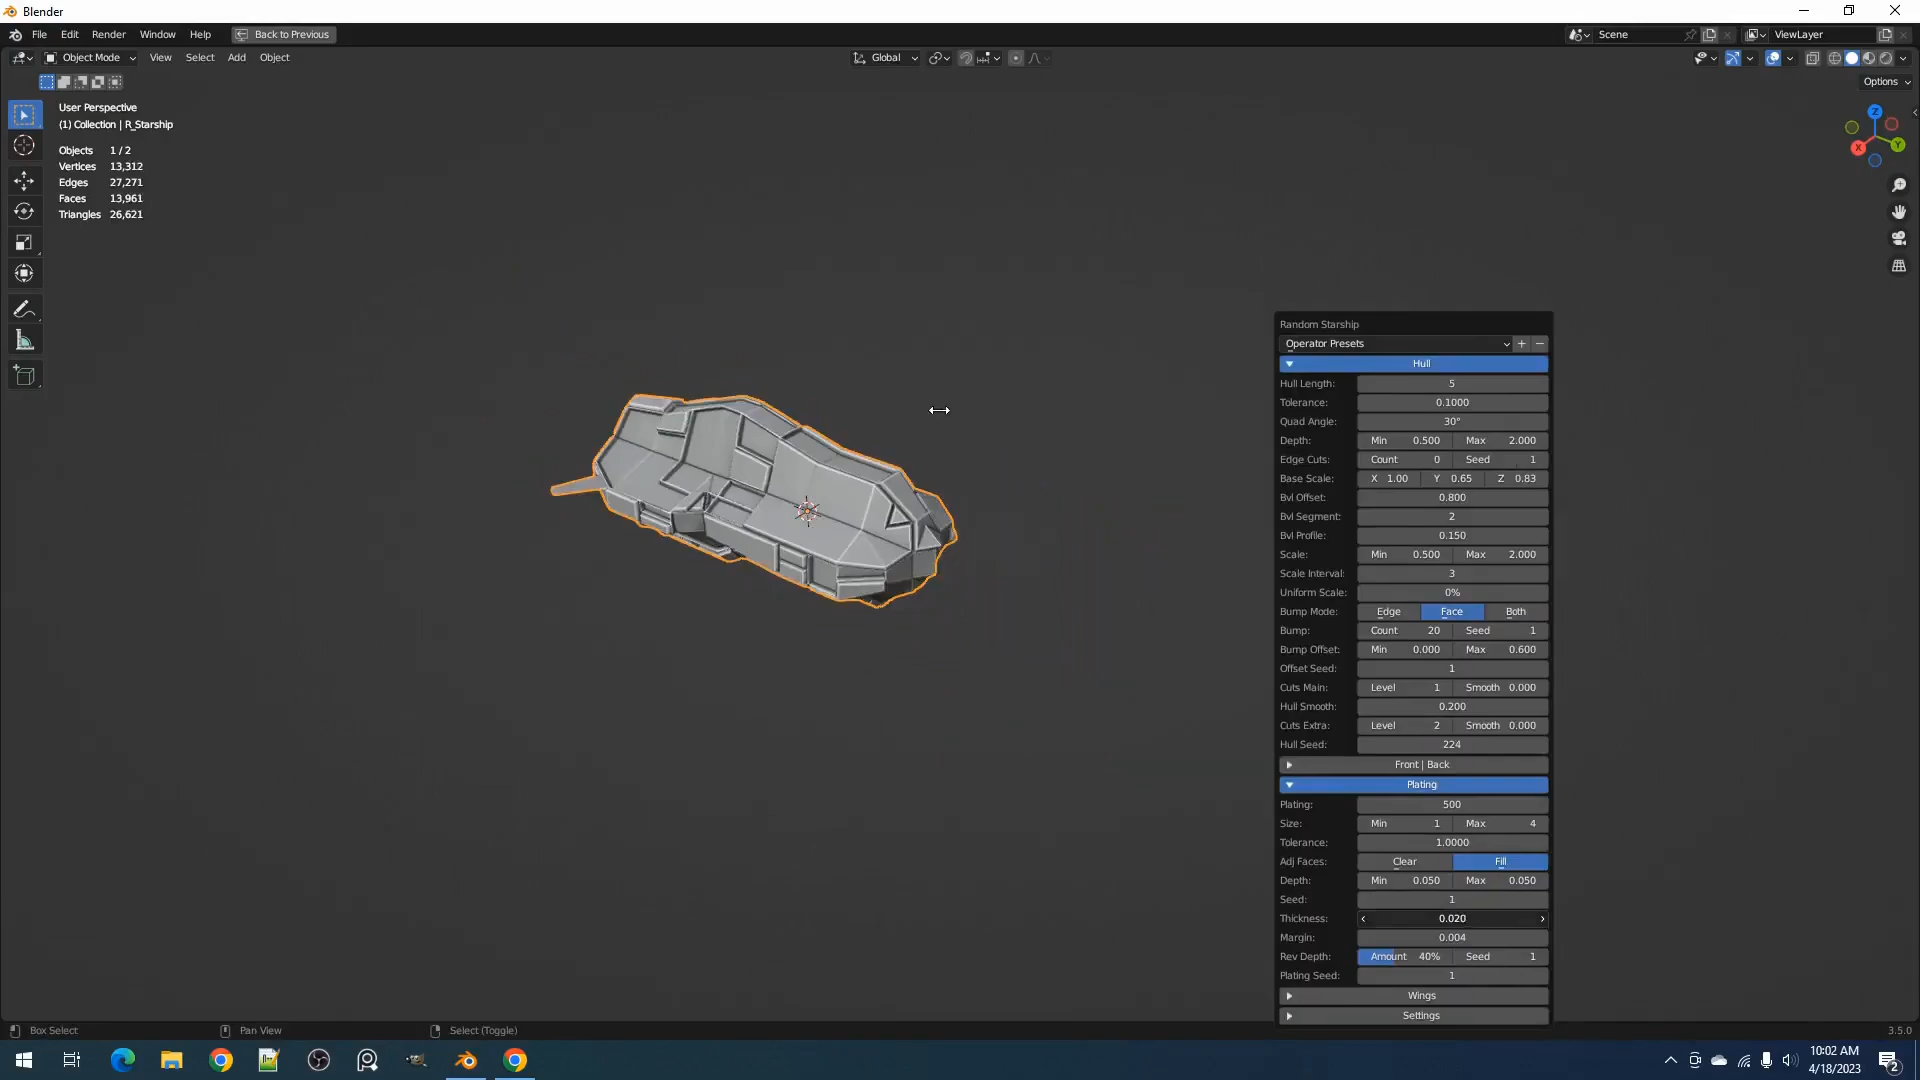 Blender
File Edit Render Window Help Back to Previous Scene ViewLayer
Object Mode View Select Add Object Global
Options
User Perspective
(1) Collection | R_Starship
Objects 1 / 2
Vertices 13,312
Edges 27,271
Faces 13,961
Triangles 26,621
Z
Y
X
Random Starship
Operator Presets + −
Hull
Hull Length: 5
Tolerance: 0.1000
Quad Angle: 30°
Depth: Min 0.500 Max 2.000
Edge Cuts: Count 0 Seed 1
Base Scale: X 1.00 Y 0.65 Z 0.83
Bvl Offset: 0.800
Bvl Segment: 2
Bvl Profile: 0.150
Scale: Min 0.500 Max 2.000
Scale Interval: 3
Uniform Scale: 0%
Bump Mode: Edge Face Both
Bump: Count 20 Seed 1
Bump Offset: Min 0.000 Max 0.600
Offset Seed: 1
Cuts Main: Level 1 Smooth 0.000
Hull Smooth: 0.200
Cuts Extra: Level 2 Smooth 0.000
Hull Seed: 224
Front | Back
Plating
Plating: 500
Size: Min 1 Max 4
Tolerance: 1.0000
Adj Faces: Clear Fill
Depth: Min 0.050 Max 0.050
Seed: 1
Thickness: 0.020
Margin: 0.004
Rev Depth: Amount 40% Seed 1
Plating Seed: 1
Wings
Settings
Box Select Pan View Select (Toggle) 3.5.0
10:02 AM
4/18/2023
2